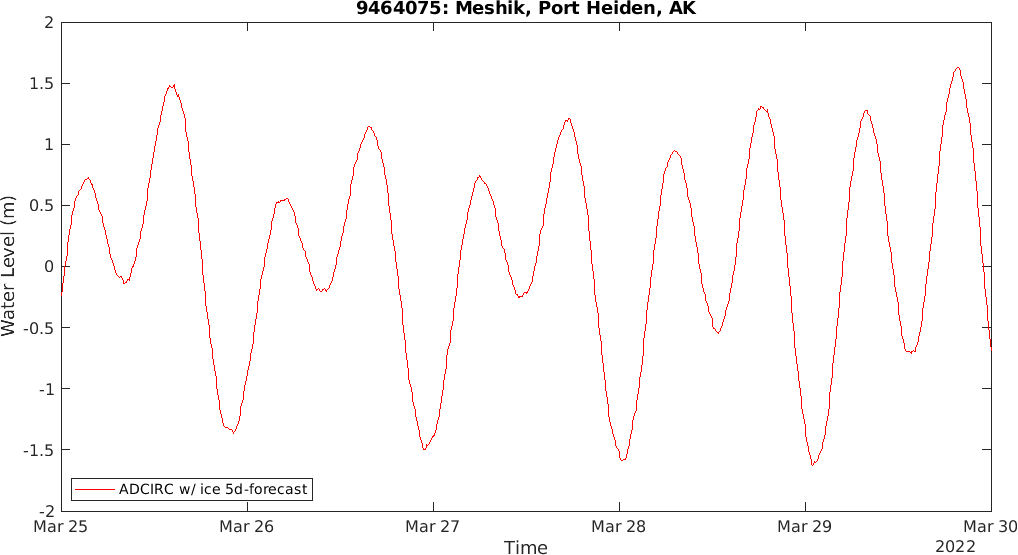 9464075: Meshik, Port Heiden, AK
2
1.5
1
0.5
0
-0.5
-1
-1.5
-2
Water Level (m)
ADCIRC w/ ice 5d-forecast
Mar 25 Mar 26 Mar 27 Mar 28 Mar 29 Mar 30
Time
2022